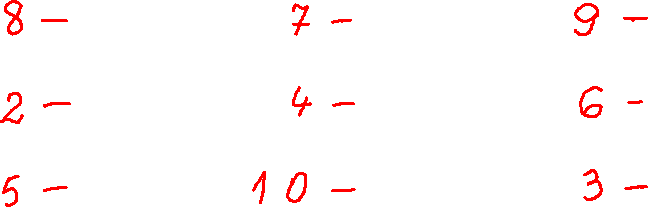 8 – 7 – 9 –
2 – 4 – 6 -
5 – 10 – 3 –